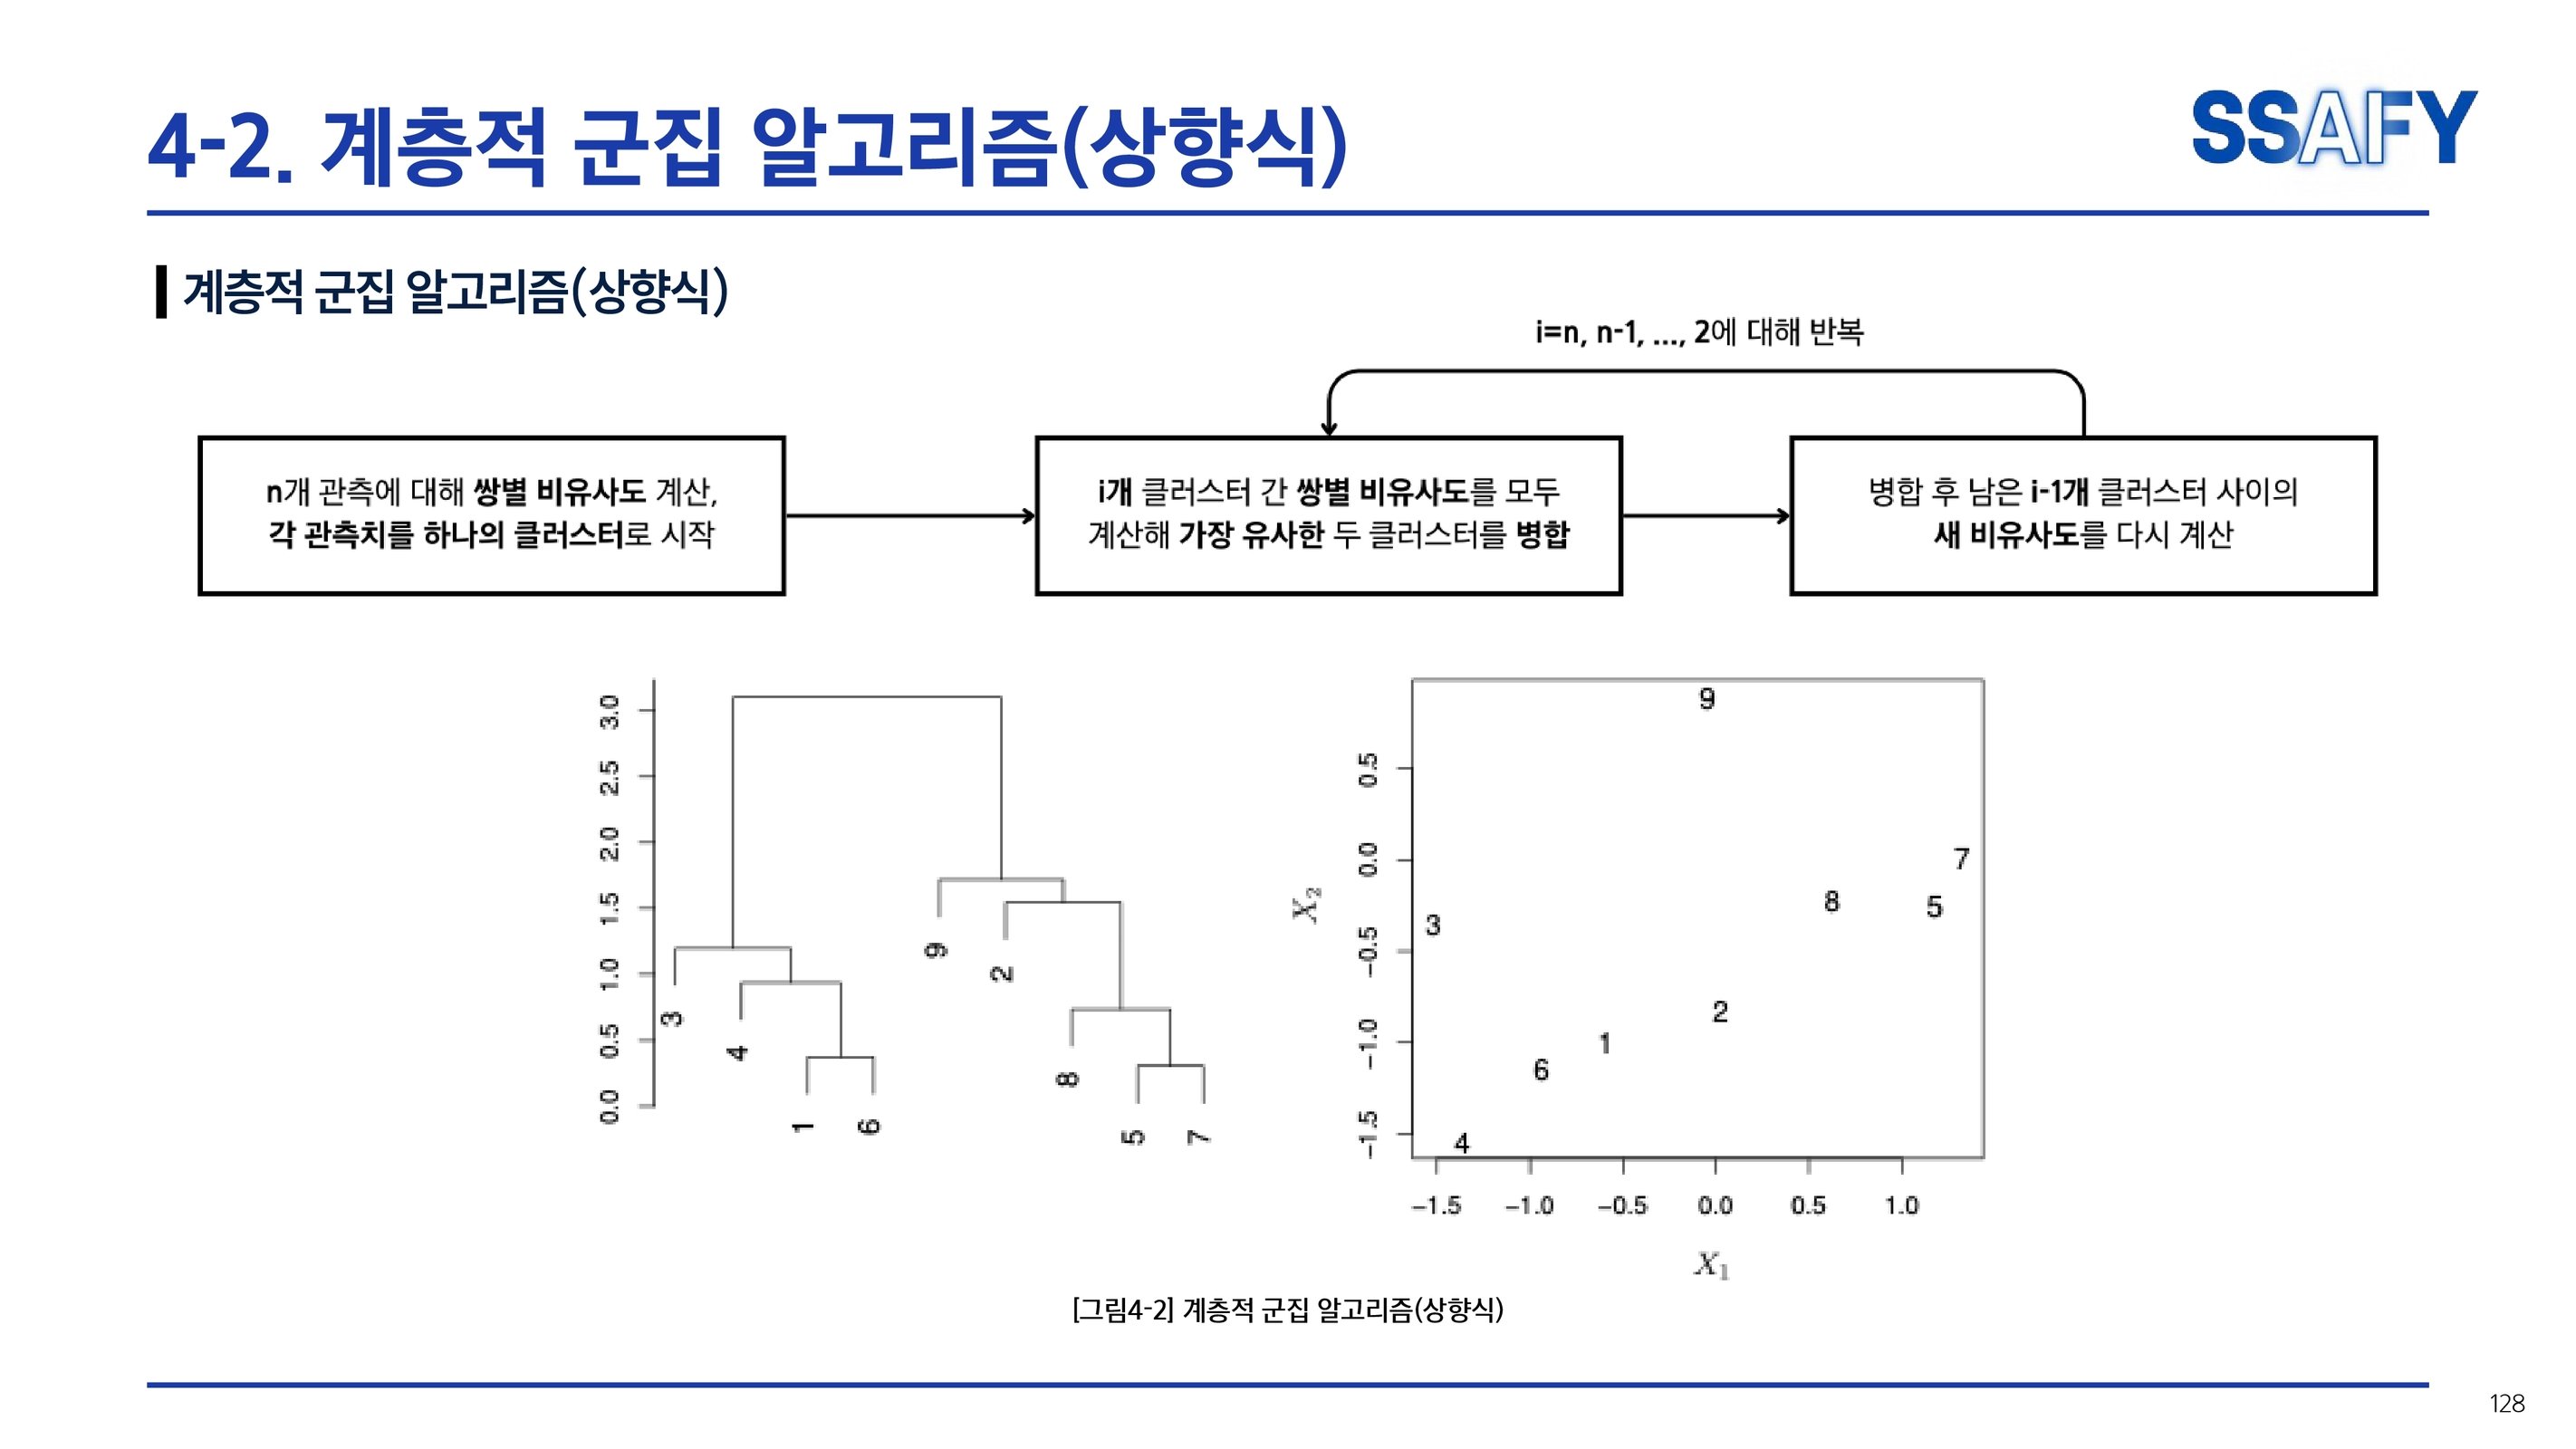 4-2. 계층적 군집 알고리즘(상향식)
SSAFY
계층적 군집 알고리즘(상향식)
i=n, n-1, ..., 2에 대해 반복
n개 관측에 대해 쌍별 비유사도 계산,
각 관측치를 하나의 클러스터로 시작
i개 클러스터 간 쌍별 비유사도를 모두
계산해 가장 유사한 두 클러스터를 병합
병합 후 남은 i-1개 클러스터 사이의
새 비유사도를 다시 계산
3.0
2.5
2.0
1.5
1.0
0.5
0.0
3
4
1
6
9
2
8
5
7
X₂
0.5
0.0
−0.5
−1.0
−1.5
9
7
8
5
3
2
1
6
4
−1.5 −1.0 −0.5 0.0 0.5 1.0
X₁
[그림4-2] 계층적 군집 알고리즘(상향식)
128